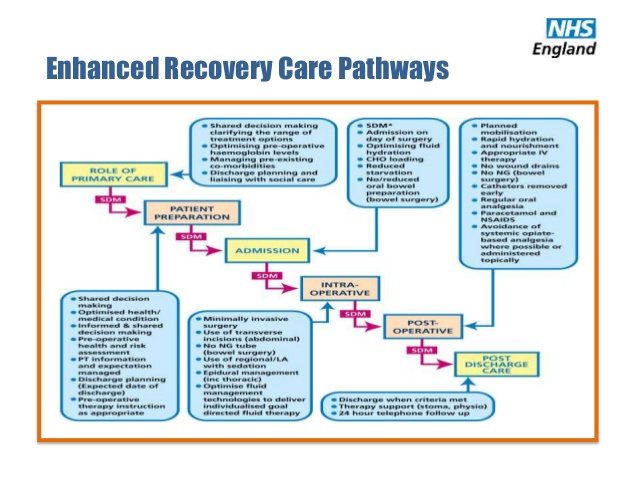 NHS
England
Enhanced Recovery Care Pathways
Shared decision making
clarifying the range of
treatment options
Optimising pre-operative
haemoglobin levels
Managing pre-existing
co-morbidities
Discharge planning and
liaising with social care
SDM*
Admission on
day of surgery
Optimising fluid
hydration
CHO loading
Reduced
starvation
No/reduced
oral bowel
preparation
(bowel surgery)
Planned
mobilisation
Rapid hydration
and nourishment
Appropriate IV
therapy
No wound drains
No NG (bowel
surgery)
Catheters removed
early
Regular oral
analgesia
Paracetamol and
NSAIDS
Avoidance of
systemic opiate-
based analgesia
where possible or
administered
topically
ROLE OF
PRIMARY CARE
SDM
PATIENT
PREPARATION
SDM
ADMISSION
SDM
INTRA-
OPERATIVE
SDM
POST-
OPERATIVE
SDM
POST
DISCHARGE
CARE
Shared decision
making
Optimised health/
medical condition
Informed & shared
decision making
Pre-operative
health and risk
assessment
PT information
and expectation
managed
Discharge planning
(Expected date of
discharge)
Pre-operative
therapy instruction
as appropriate
Minimally invasive
surgery
Use of transverse
incisions (abdominal)
No NG tube
(bowel surgery)
Use of regional/LA
with sedation
Epidural management
(inc thoracic)
Optimise fluid
management
technologies to deliver
individualised goal
directed fluid therapy
Discharge when criteria met
Therapy support (stoma, physio)
24 hour telephone follow up